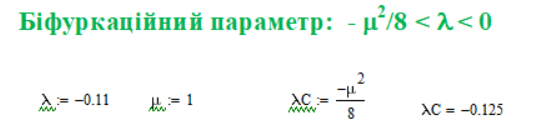 Біфуркаційний параметр: - μ²/8 < λ < 0
λ := -0.11 μ := 1 λC := -μ²/8 λC = -0.125